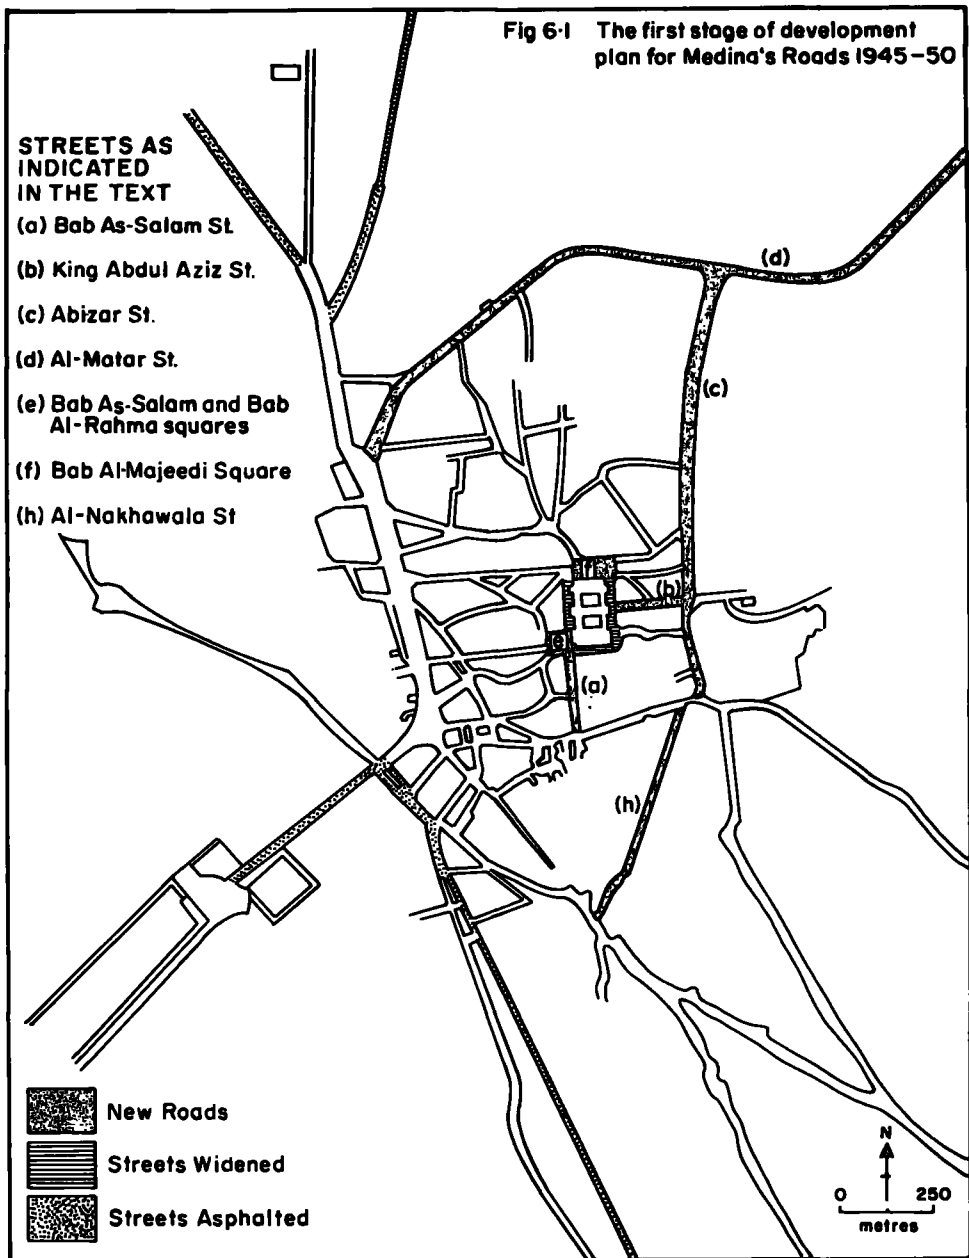 Fig 6·1 The first stage of development
plan for Medina's Roads 1945-50
STREETS AS
INDICATED
IN THE TEXT
(a) Bab As-Salam St.
(b) King Abdul Aziz St.
(c) Abizar St.
(d) Al-Matar St.
(e) Bab As-Salam and Bab
Al-Rahma squares
(f) Bab Al-Majeedi Square
(h) Al-Nakhawala St
(d)
(c)
f
(b)
e
(a)
(h)
New Roads
Streets Widened
Streets Asphalted
N
0 250
metres